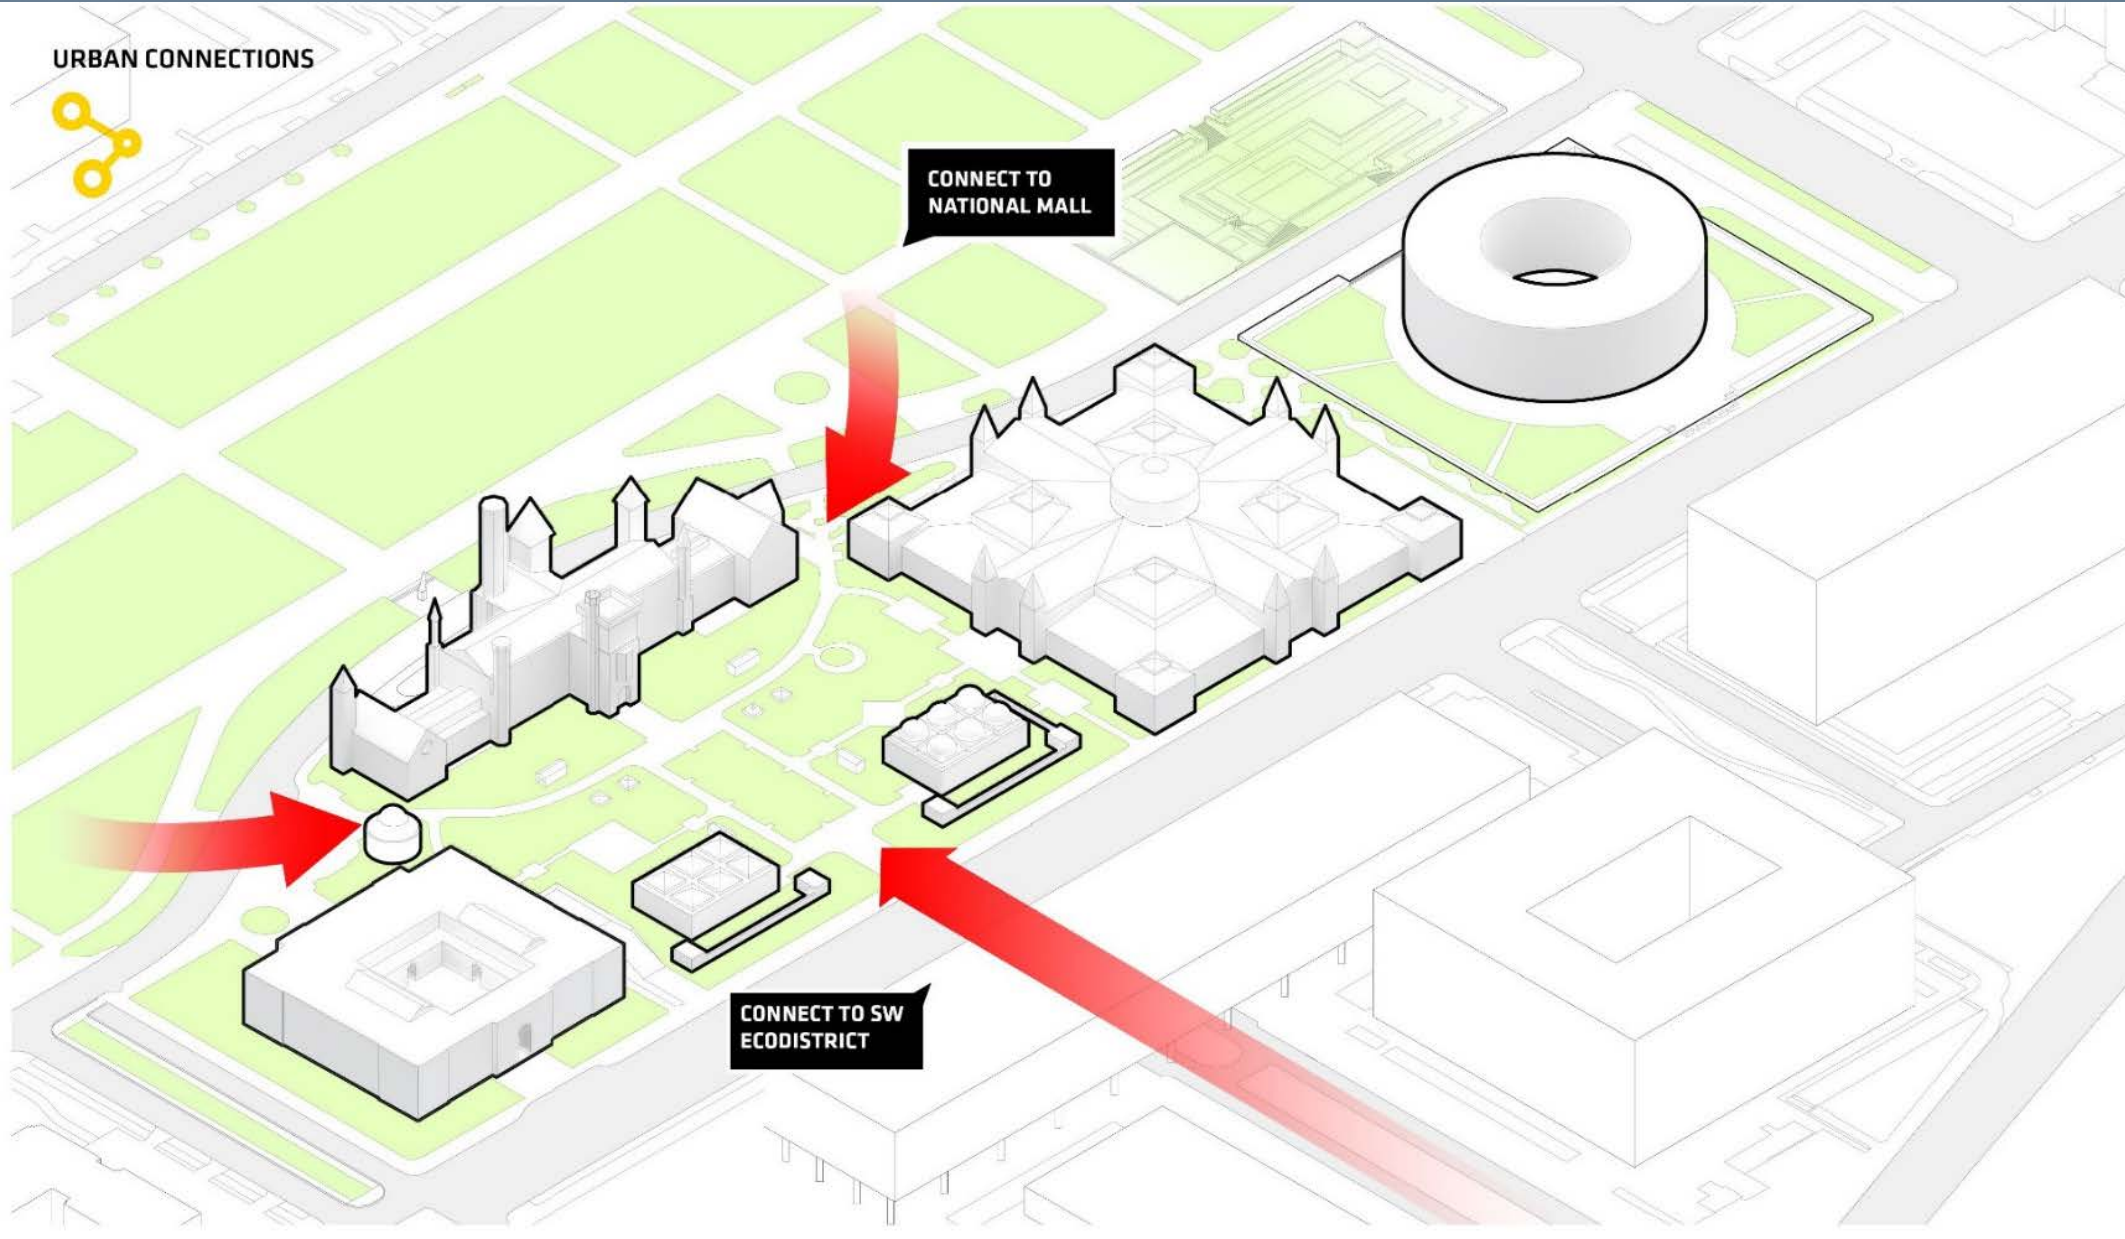 URBAN CONNECTIONS
CONNECT TO
NATIONAL MALL
CONNECT TO SW
ECODISTRICT